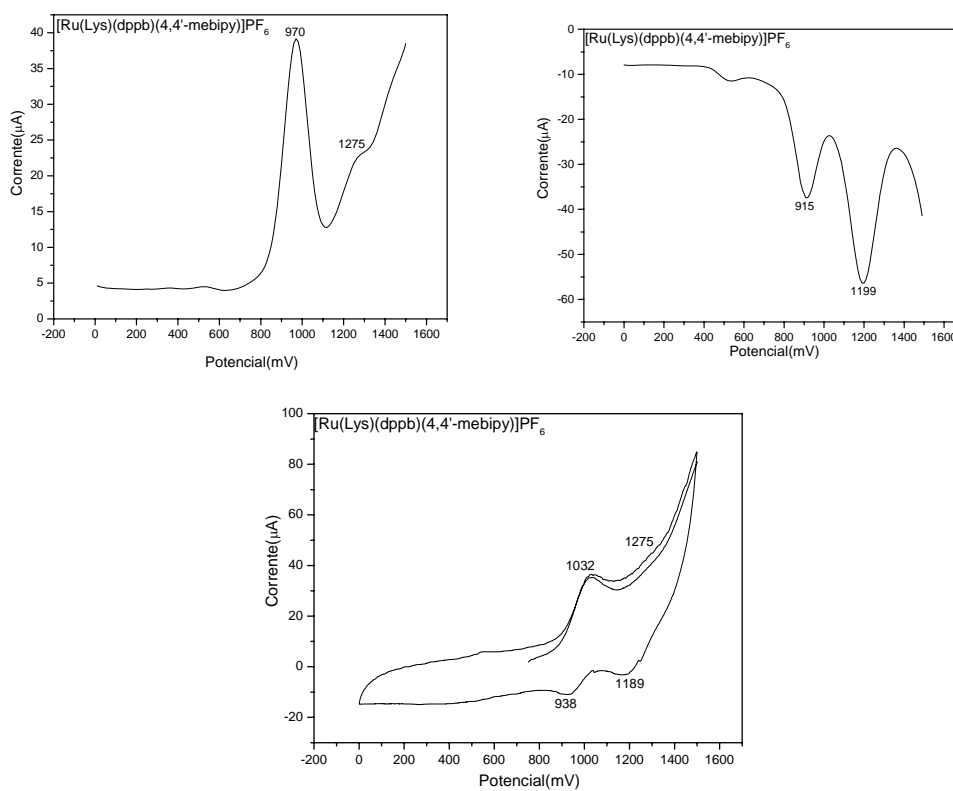 [Ru(Lys)(dppb)(4,4'-mebipy)]PF6
970
1275
Corrente(μA)
40
35
30
25
20
15
10
5
0
-200 0 200 400 600 800 1000 1200 1400 1600
Potencial(mV)
[Ru(Lys)(dppb)(4,4'-mebipy)]PF6
915
1199
Corrente(μA)
0
-10
-20
-30
-40
-50
-60
-200 0 200 400 600 800 1000 1200 1400 1600
Potencial(mV)
[Ru(Lys)(dppb)(4,4'-mebipy)]PF6
1032
1275
938
1189
Corrente(μA)
100
80
60
40
20
0
-20
-200 0 200 400 600 800 1000 1200 1400 1600
Potencial(mV)